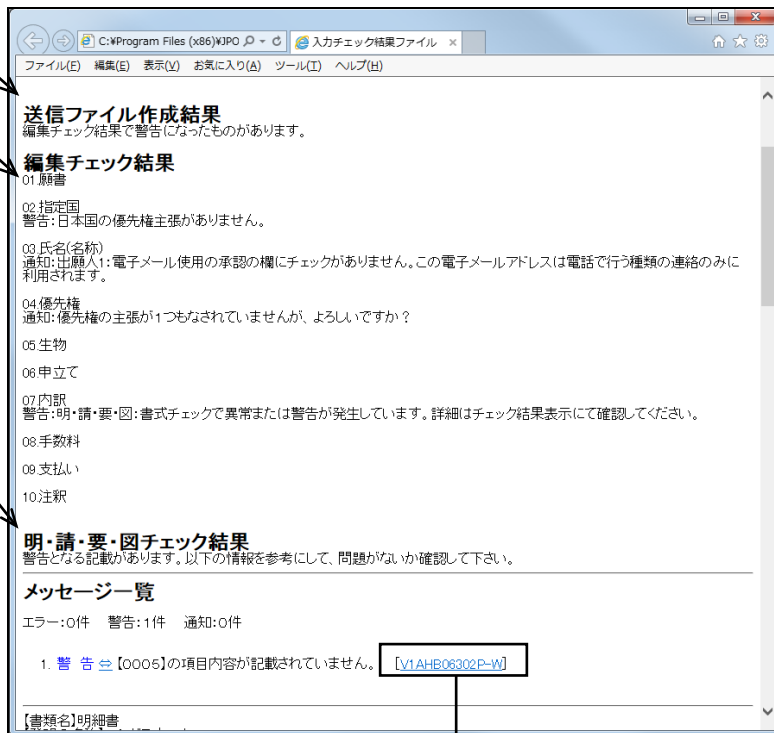 C:¥Program Files (x86)¥JPO
入力チェック結果ファイル ×
ファイル(F) 編集(E) 表示(V) お気に入り(A) ツール(T) ヘルプ(H)
送信ファイル作成結果
編集チェック結果で警告になったものがあります。
編集チェック結果
01.願書
02.指定国
警告:日本国の優先権主張がありません。
03.氏名(名称)
通知:出願人1:電子メール使用の承認の欄にチェックがありません。この電子メールアドレスは電話で行う種類の連絡のみに
利用されます。
04.優先権
通知:優先権の主張が1つもなされていませんが、よろしいですか?
05.生物
06.申立て
07.内訳
警告:明・請・要・図:書式チェックで異常または警告が発生しています。詳細はチェック結果表示にて確認してください。
08.手数料
09.支払い
10.注釈
明・請・要・図チェック結果
警告となる記載があります。以下の情報を参考にして、問題がないか確認して下さい。
メッセージ一覧
エラー:0件 警告:1件 通知:0件
1. 警 告 ⇔ 【0005】の項目内容が記載されていません。 [V1AHB06302P-W]
【書類名】明細書